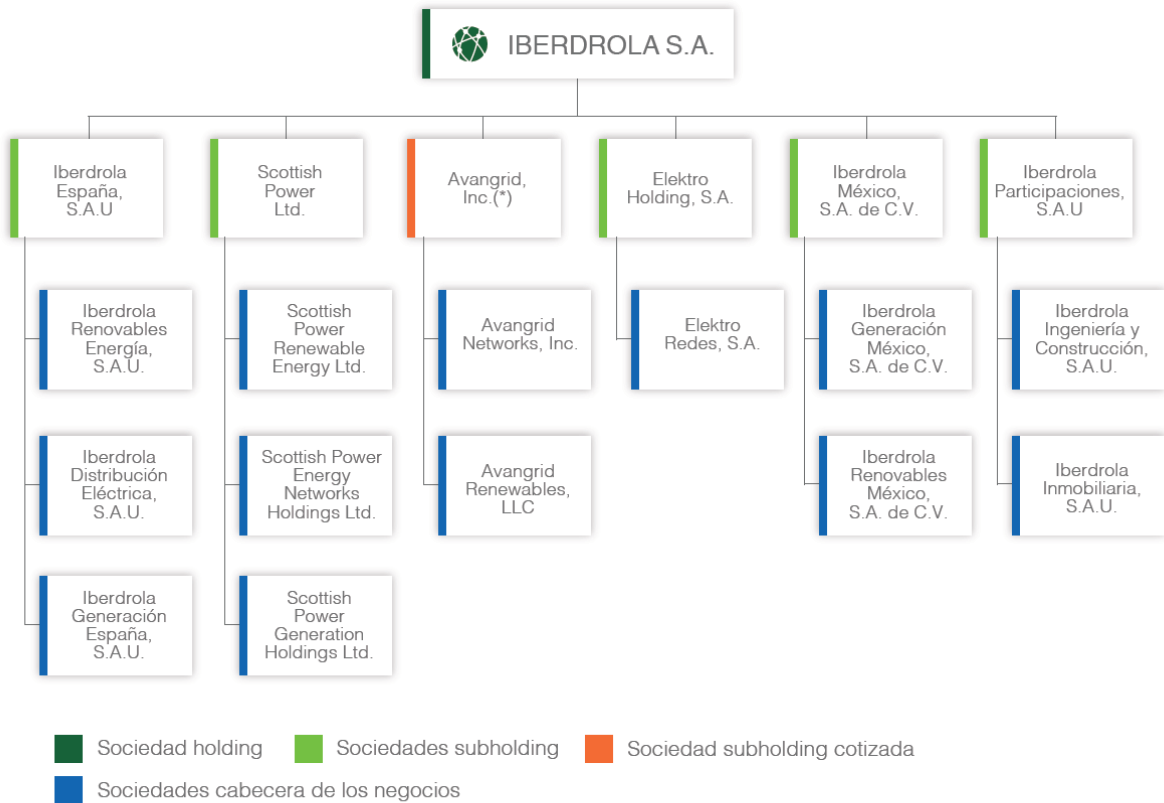 IBERDROLA S.A.
Iberdrola
España,
S.A.U
Scottish
Power
Ltd.
Avangrid,
Inc.(*)
Elektro
Holding, S.A.
Iberdrola
México,
S.A. de C.V.
Iberdrola
Participaciones,
S.A.U
Iberdrola
Renovables
Energía,
S.A.U.
Scottish
Power
Renewable
Energy Ltd.
Avangrid
Networks, Inc.
Elektro
Redes, S.A.
Iberdrola
Generación
México,
S.A. de C.V.
Iberdrola
Ingeniería y
Construcción,
S.A.U.
Iberdrola
Distribución
Eléctrica,
S.A.U.
Scottish Power
Energy
Networks
Holdings Ltd.
Avangrid
Renewables,
LLC
Iberdrola
Renovables
México,
S.A. de C.V.
Iberdrola
Inmobiliaria,
S.A.U.
Iberdrola
Generación
España,
S.A.U.
Scottish
Power
Generation
Holdings Ltd.
Sociedad holding
Sociedades subholding
Sociedad subholding cotizada
Sociedades cabecera de los negocios